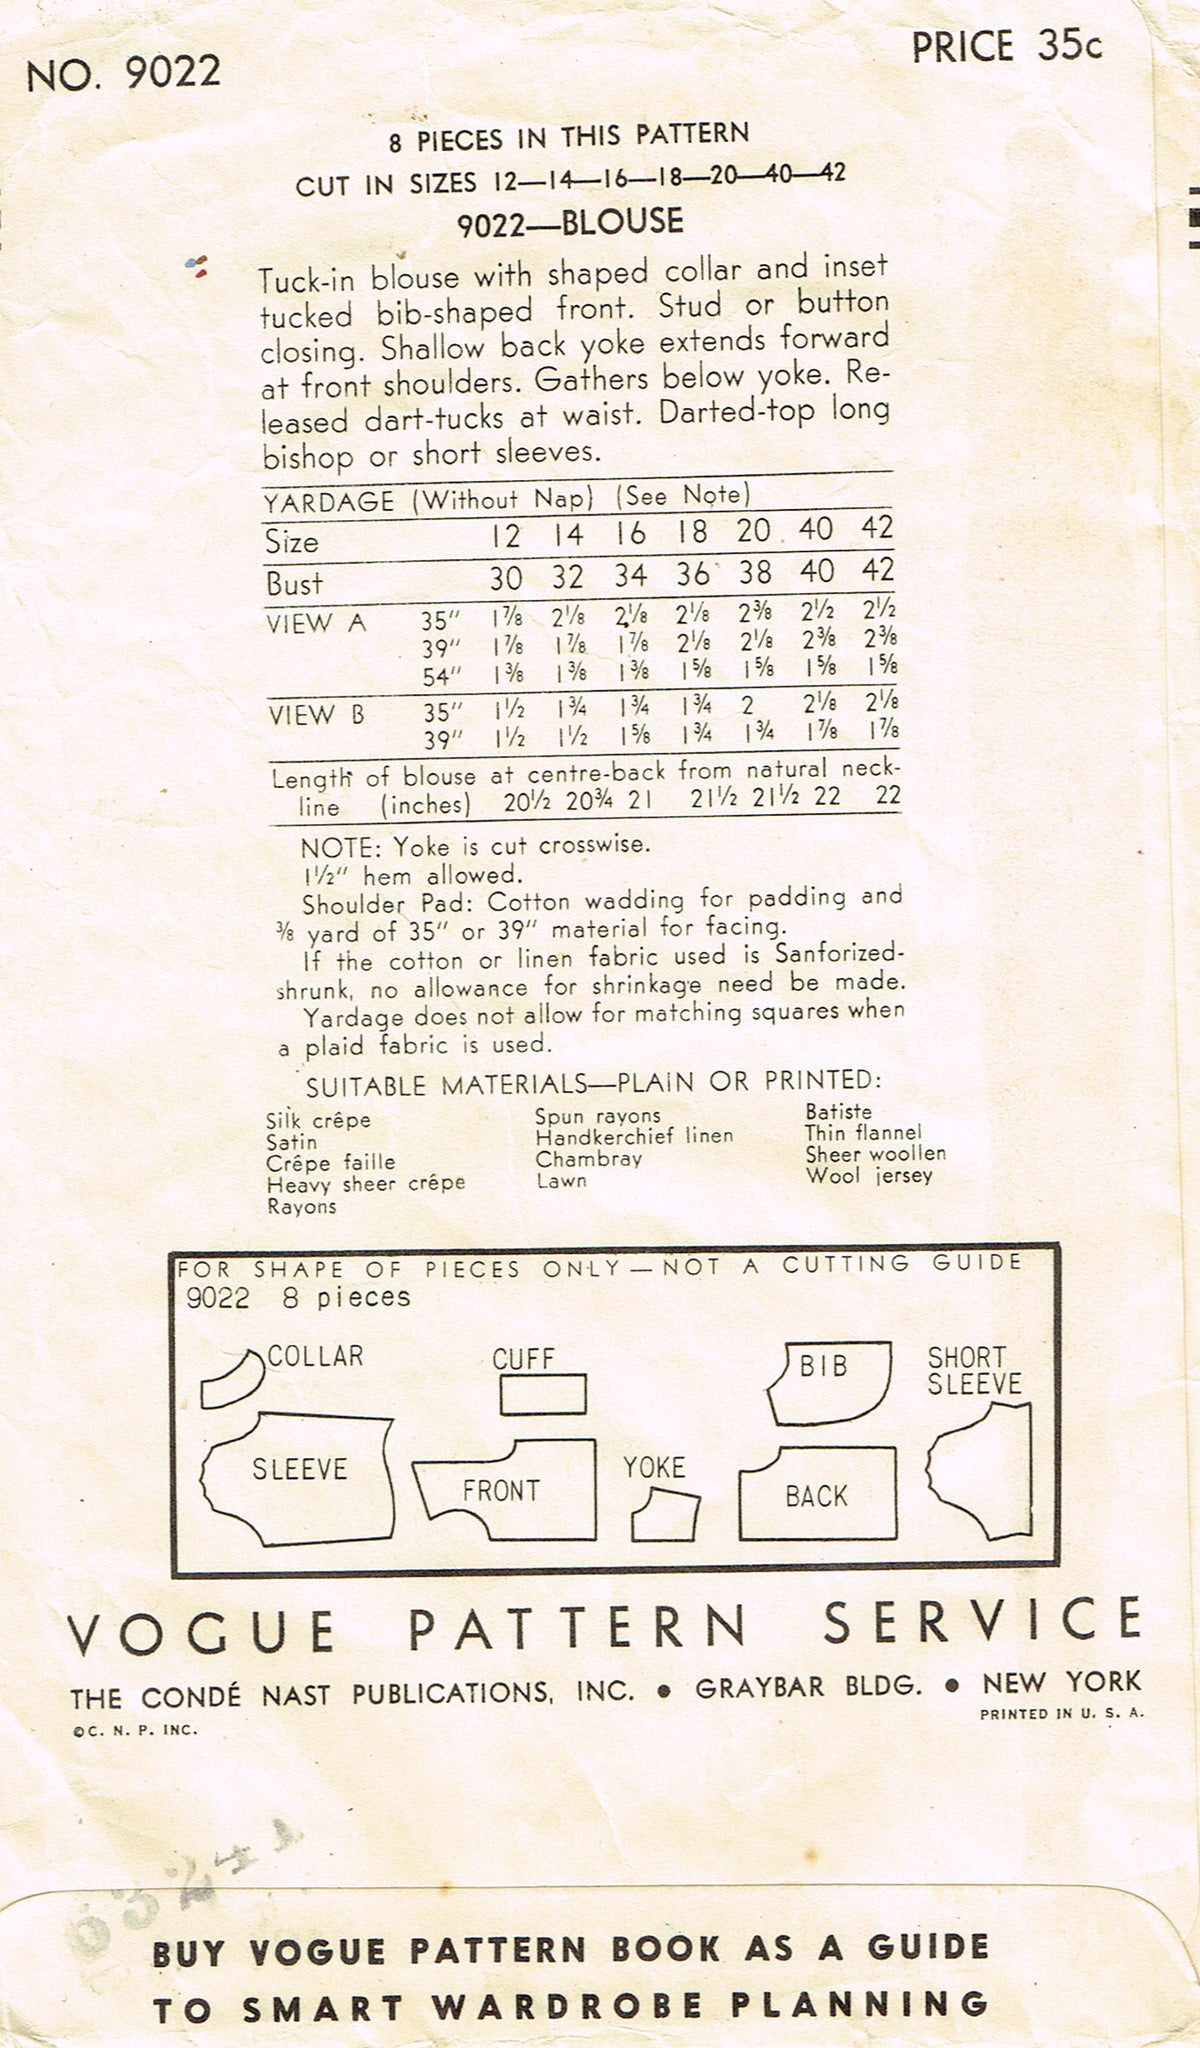 NO. 9022
PRICE 35c
8 PIECES IN THIS PATTERN
CUT IN SIZES 12—14—16—18—20—40—42
9022—BLOUSE
Tuck-in blouse with shaped collar and inset
tucked bib-shaped front. Stud or button
closing. Shallow back yoke extends forward
at front shoulders. Gathers below yoke. Re-
leased dart-tucks at waist. Darted-top long
bishop or short sleeves.
YARDAGE (Without Nap) (See Note)
Size 12 14 16 18 20 40 42
Bust 30 32 34 36 38 40 42
VIEW A 35" 1⅞ 2⅛ 2⅛ 2⅛ 2⅜ 2½ 2½
39" 1⅞ 1⅞ 1⅞ 2⅛ 2⅛ 2⅜ 2⅜
54" 1⅜ 1⅜ 1⅜ 1⅝ 1⅝ 1⅝ 1⅝
VIEW B 35" 1½ 1¾ 1¾ 1¾ 2 2⅛ 2⅛
39" 1½ 1½ 1⅝ 1¾ 1¾ 1⅞ 1⅞
Length of blouse at centre-back from natural neck-
line (inches) 20½ 20¾ 21 21½ 21½ 22 22
NOTE: Yoke is cut crosswise.
1½" hem allowed.
Shoulder Pad: Cotton wadding for padding and
⅜ yard of 35" or 39" material for facing.
If the cotton or linen fabric used is Sanforized-
shrunk, no allowance for shrinkage need be made.
Yardage does not allow for matching squares when
a plaid fabric is used.
SUITABLE MATERIALS—PLAIN OR PRINTED:
Silk crêpe
Satin
Crêpe faille
Heavy sheer crêpe
Rayons
Spun rayons
Handkerchief linen
Chambray
Lawn
Batiste
Thin flannel
Sheer woollen
Wool jersey
FOR SHAPE OF PIECES ONLY—NOT A CUTTING GUIDE
9022 8 pieces
COLLAR
CUFF
BIB
SHORT
SLEEVE
SLEEVE
FRONT
YOKE
BACK
VOGUE PATTERN SERVICE
THE CONDÉ NAST PUBLICATIONS, INC. • GRAYBAR BLDG. • NEW YORK
©C. N. P. INC.
PRINTED IN U. S. A.
BUY VOGUE PATTERN BOOK AS A GUIDE
TO SMART WARDROBE PLANNING